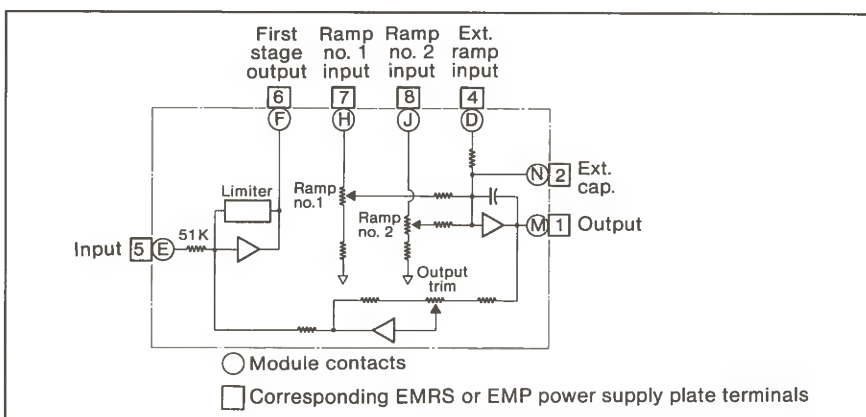 First stage output
Ramp no. 1 input
Ramp no. 2 input
Ext. ramp input
6
7
8
4
F
H
J
D
N
2
Ext. cap.
Limiter
Ramp no.1
51K
Ramp no. 2
M
1
Output
Input
5
E
Output trim
Module contacts
Corresponding EMRS or EMP power supply plate terminals